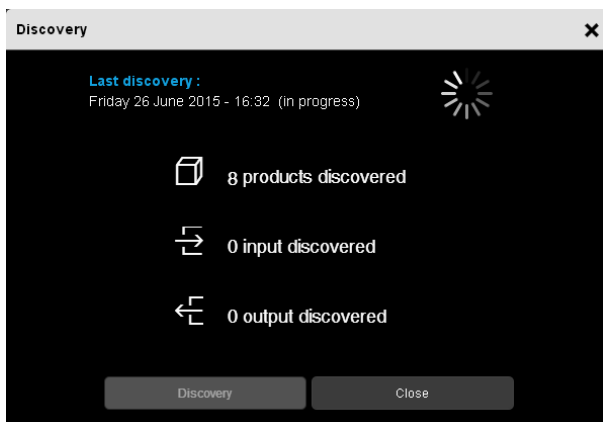 Discovery
Last discovery :
Friday 26 June 2015 - 16:32 (in progress)
8 products discovered
0 input discovered
0 output discovered
Discovery
Close